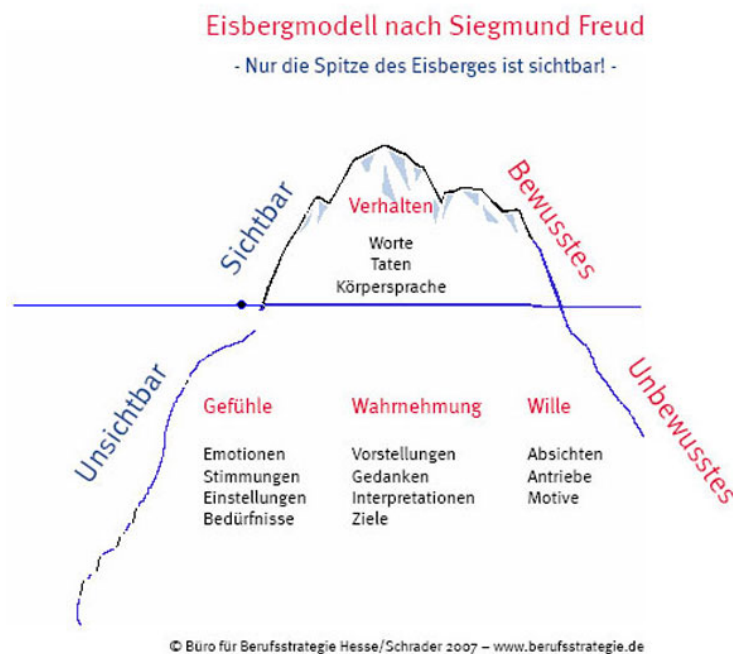 Eisbergmodell nach Siegmund Freud
- Nur die Spitze des Eisberges ist sichtbar! -
Sichtbar
Bewusstes
Verhalten
Worte
Taten
Körpersprache
Unsichtbar
Unbewusstes
Gefühle
Emotionen
Stimmungen
Einstellungen
Bedürfnisse
Wahrnehmung
Vorstellungen
Gedanken
Interpretationen
Ziele
Wille
Absichten
Antriebe
Motive
© Büro für Berufsstrategie Hesse/Schrader 2007 – www.berufsstrategie.de